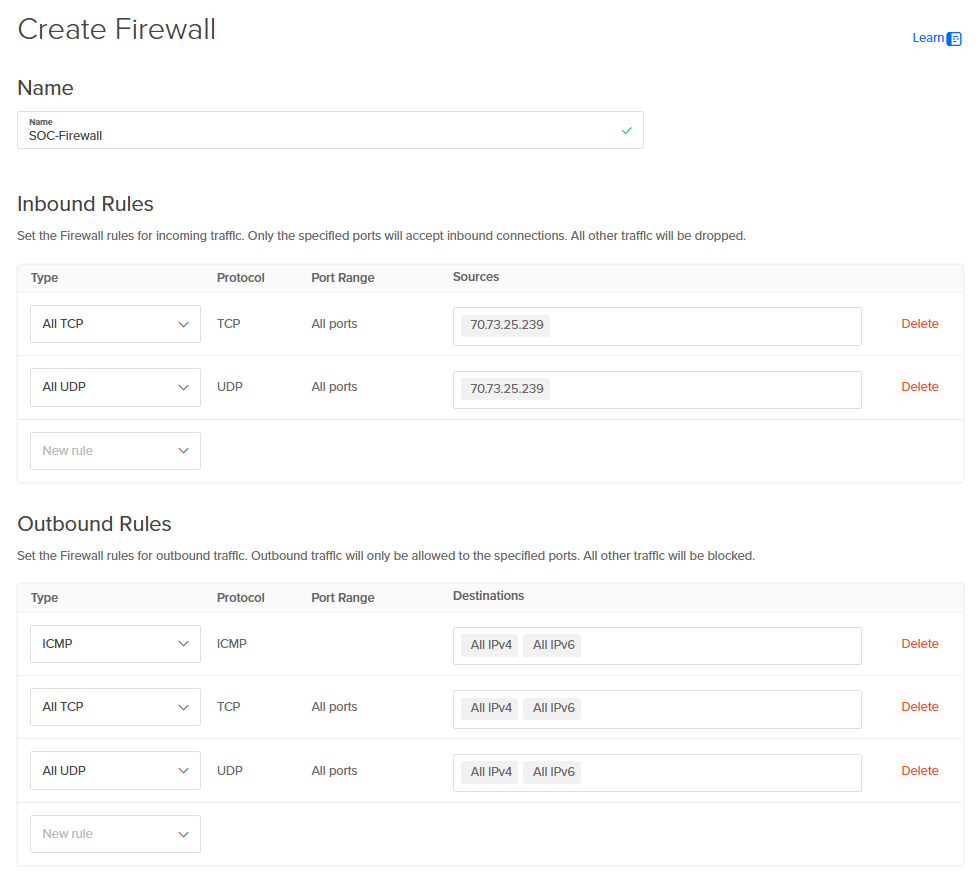 Create Firewall
Learn
Name
Name
SOC-Firewall
Inbound Rules
Set the Firewall rules for incoming traffic. Only the specified ports will accept inbound connections. All other traffic will be dropped.
Type Protocol Port Range Sources
All TCP TCP All ports 70.73.25.239 Delete
All UDP UDP All ports 70.73.25.239 Delete
New rule
Outbound Rules
Set the Firewall rules for outbound traffic. Outbound traffic will only be allowed to the specified ports. All other traffic will be blocked.
Type Protocol Port Range Destinations
ICMP ICMP All IPv4 All IPv6 Delete
All TCP TCP All ports All IPv4 All IPv6 Delete
All UDP UDP All ports All IPv4 All IPv6 Delete
New rule